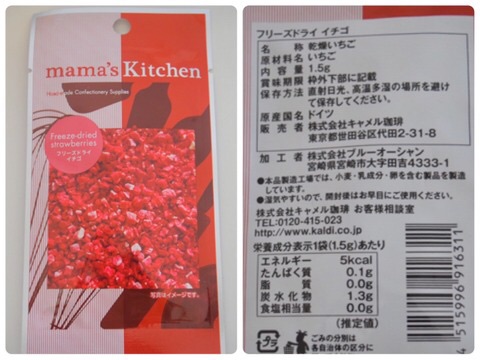 mama's Kitchen
Homemade Confectionery Supplies
Freeze-dried
strawberries
フリーズドライ
イチゴ
写真はイメージです。
フリーズドライ イチゴ
名 称 乾燥いちご
原材料名 いちご
内 容 量 1.5g
賞味期限 枠外下部に記載
保存方法 直射日光、高温多湿の場所を避け
て保存してください。
原産国名 ドイツ
販 売 者 株式会社キャメル珈琲
東京都世田谷区代田2-31-8
加 工 者 株式会社ブルーオーシャン
宮崎県宮崎市大字田吉4333-1
●本品製造工場では、小麦・乳成分・卵を含む製品を製造
しています。
●湿気やすいので、開封後はお早目にご使用ください。
株式会社キャメル珈琲 お客様相談室
TEL:0120-415-023
http://www.kaldi.co.jp
栄養成分表示1袋(1.5g)あたり
エネルギー 5kcal
たんぱく質 0.1g
脂質 0.0g
炭水化物 1.3g
食塩相当量 0.0g
(推定値)
プラ
ごみの分別は
各自治体の区分に
4 515996 916311